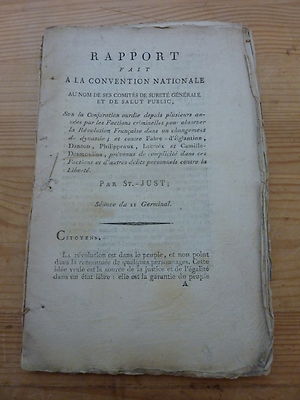 RAPPORT
FAIT
A LA CONVENTION NATIONALE
AU NOM DE SES COMITÉS DE SURETÉ GÉNÉRALE
ET DE SALUT PUBLIC,
Sur la Conjuration ourdie depuis plusieurs an-
nées par les Factions criminelles pour absorber
la Révolution Française dans un changement
de dynastie; et contre Fabre-d'Églantine,
Danton, Philippeaux, Lacroix et Camille-
Desmoulins, prévenus de complicité dans ces
Factions et d'autres délits personnels contre la
Liberté.
PAR ST.-JUST;
Séance du 11 Germinal.
CITOYENS,
La révolution est dans le peuple, et non point
dans la renommée de quelques personnages. Cette
idée vraie est la source de la justice et de l'égalité
dans un état libre: elle est la garantie du peuple
A